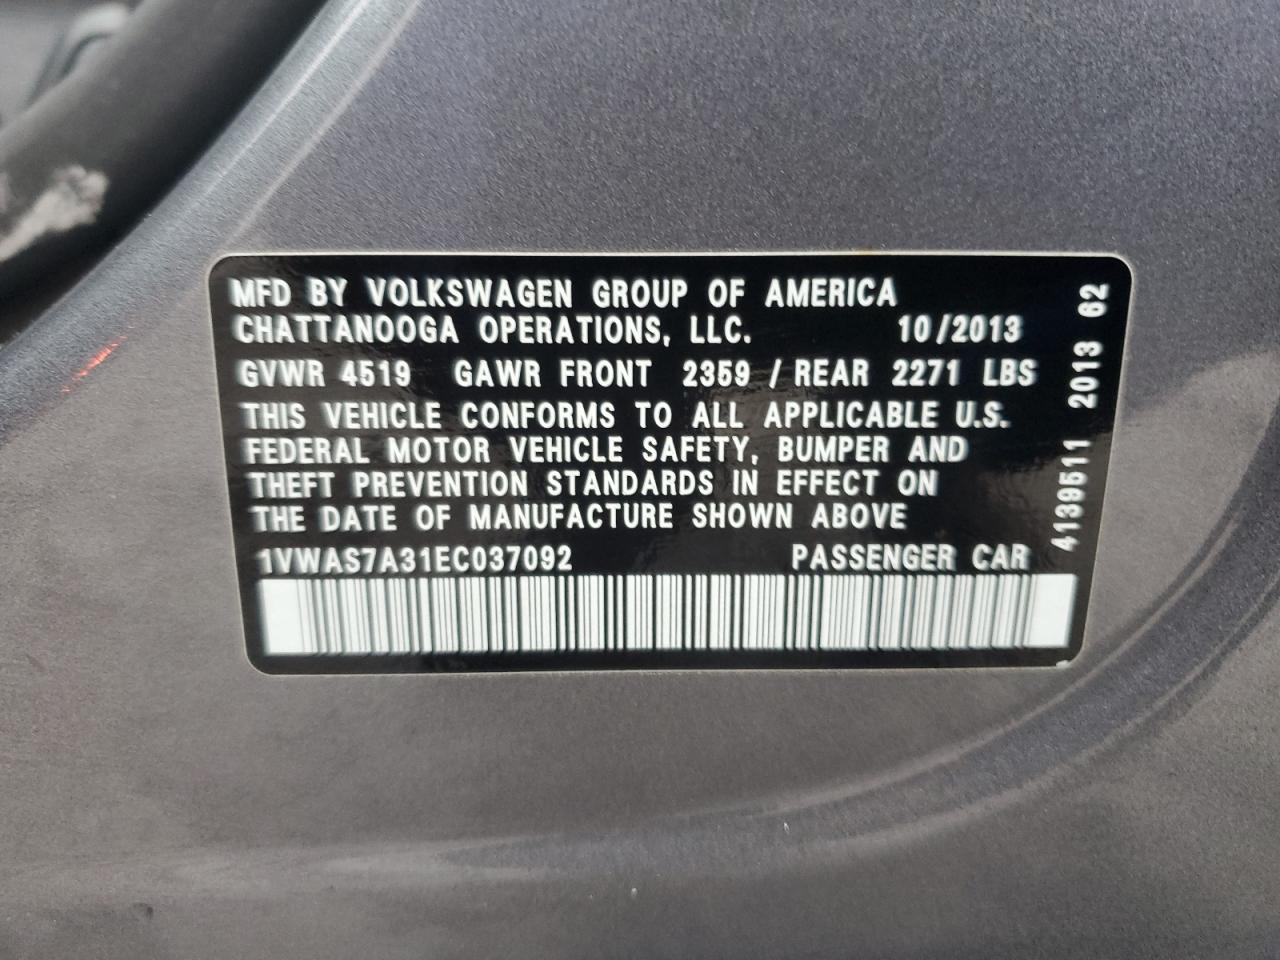 MFD BY VOLKSWAGEN GROUP OF AMERICA
CHATTANOOGA OPERATIONS, LLC. 10/2013
GVWR 4519 GAWR FRONT 2359 / REAR 2271 LBS
THIS VEHICLE CONFORMS TO ALL APPLICABLE U.S.
FEDERAL MOTOR VEHICLE SAFETY, BUMPER AND
THEFT PREVENTION STANDARDS IN EFFECT ON
THE DATE OF MANUFACTURE SHOWN ABOVE
1VWAS7A31EC037092 PASSENGER CAR
4139511 2013 62